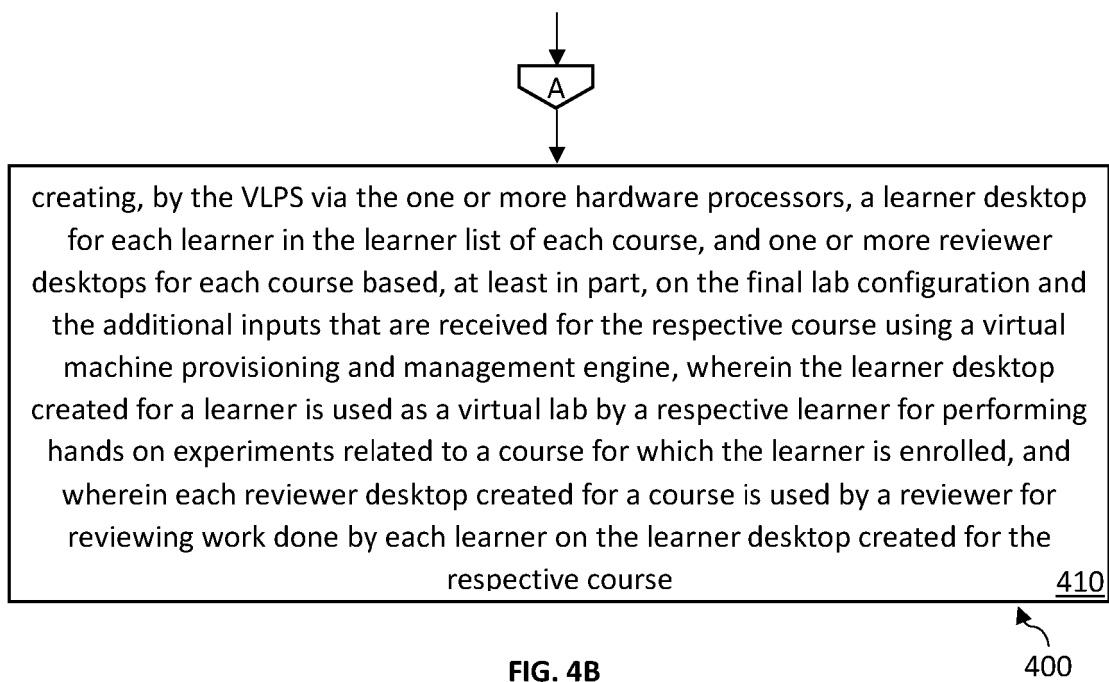 A
creating, by the VLPS via the one or more hardware processors, a learner desktop
for each learner in the learner list of each course, and one or more reviewer
desktops for each course based, at least in part, on the final lab configuration and
the additional inputs that are received for the respective course using a virtual
machine provisioning and management engine, wherein the learner desktop
created for a learner is used as a virtual lab by a respective learner for performing
hands on experiments related to a course for which the learner is enrolled, and
wherein each reviewer desktop created for a course is used by a reviewer for
reviewing work done by each learner on the learner desktop created for the
respective course
410
400
FIG. 4B